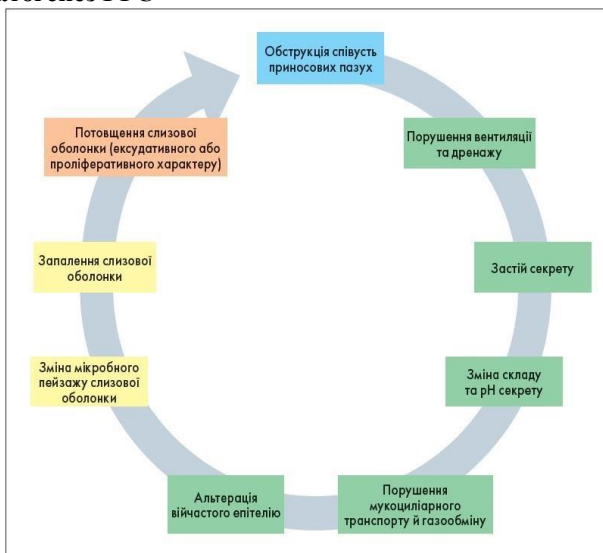 Обструкція співусть
приносових пазух
Порушення вентиляції
та дренажу
Застій секрету
Зміна складу
та pH секрету
Порушення
мукоциліарного
транспорту й газообміну
Альтерація
війчастого епітелію
Зміна мікробного
пейзажу слизової
оболонки
Запалення слизової
оболонки
Потовщення слизової
оболонки (ексудативного або
проліферативного характеру)